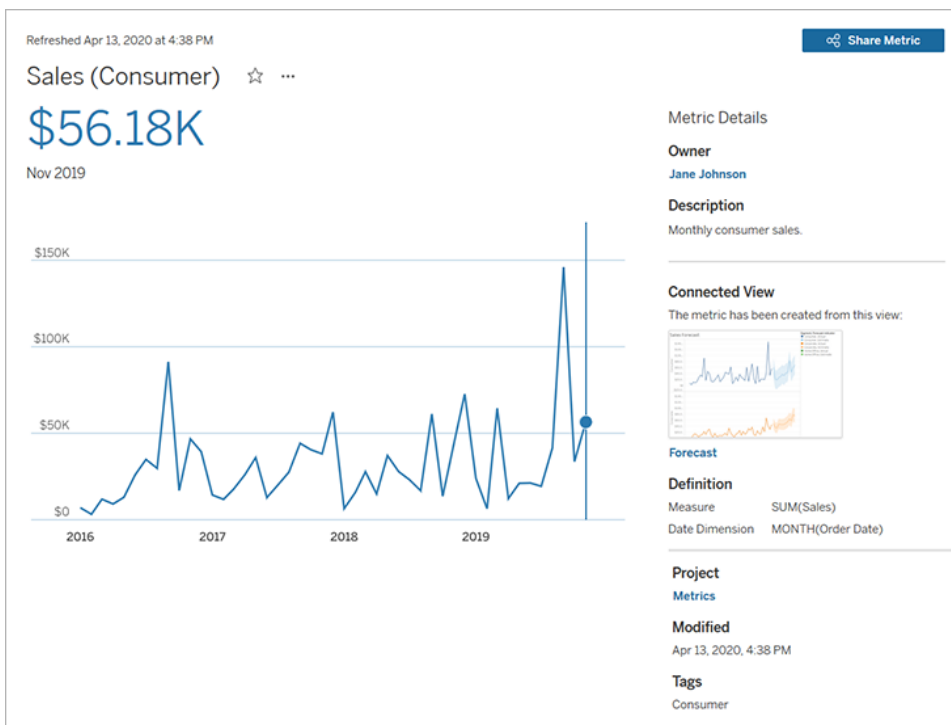 Refreshed Apr 13, 2020 at 4:38 PM
Share Metric
Sales (Consumer)
$56.18K
Nov 2019
$150K
$100K
$50K
$0
2016
2017
2018
2019
Metric Details
Owner
Jane Johnson
Description
Monthly consumer sales.
Connected View
The metric has been created from this view:
Sales Forecast
Forecast
Definition
Measure SUM(Sales)
Date Dimension MONTH(Order Date)
Project
Metrics
Modified
Apr 13, 2020, 4:38 PM
Tags
Consumer